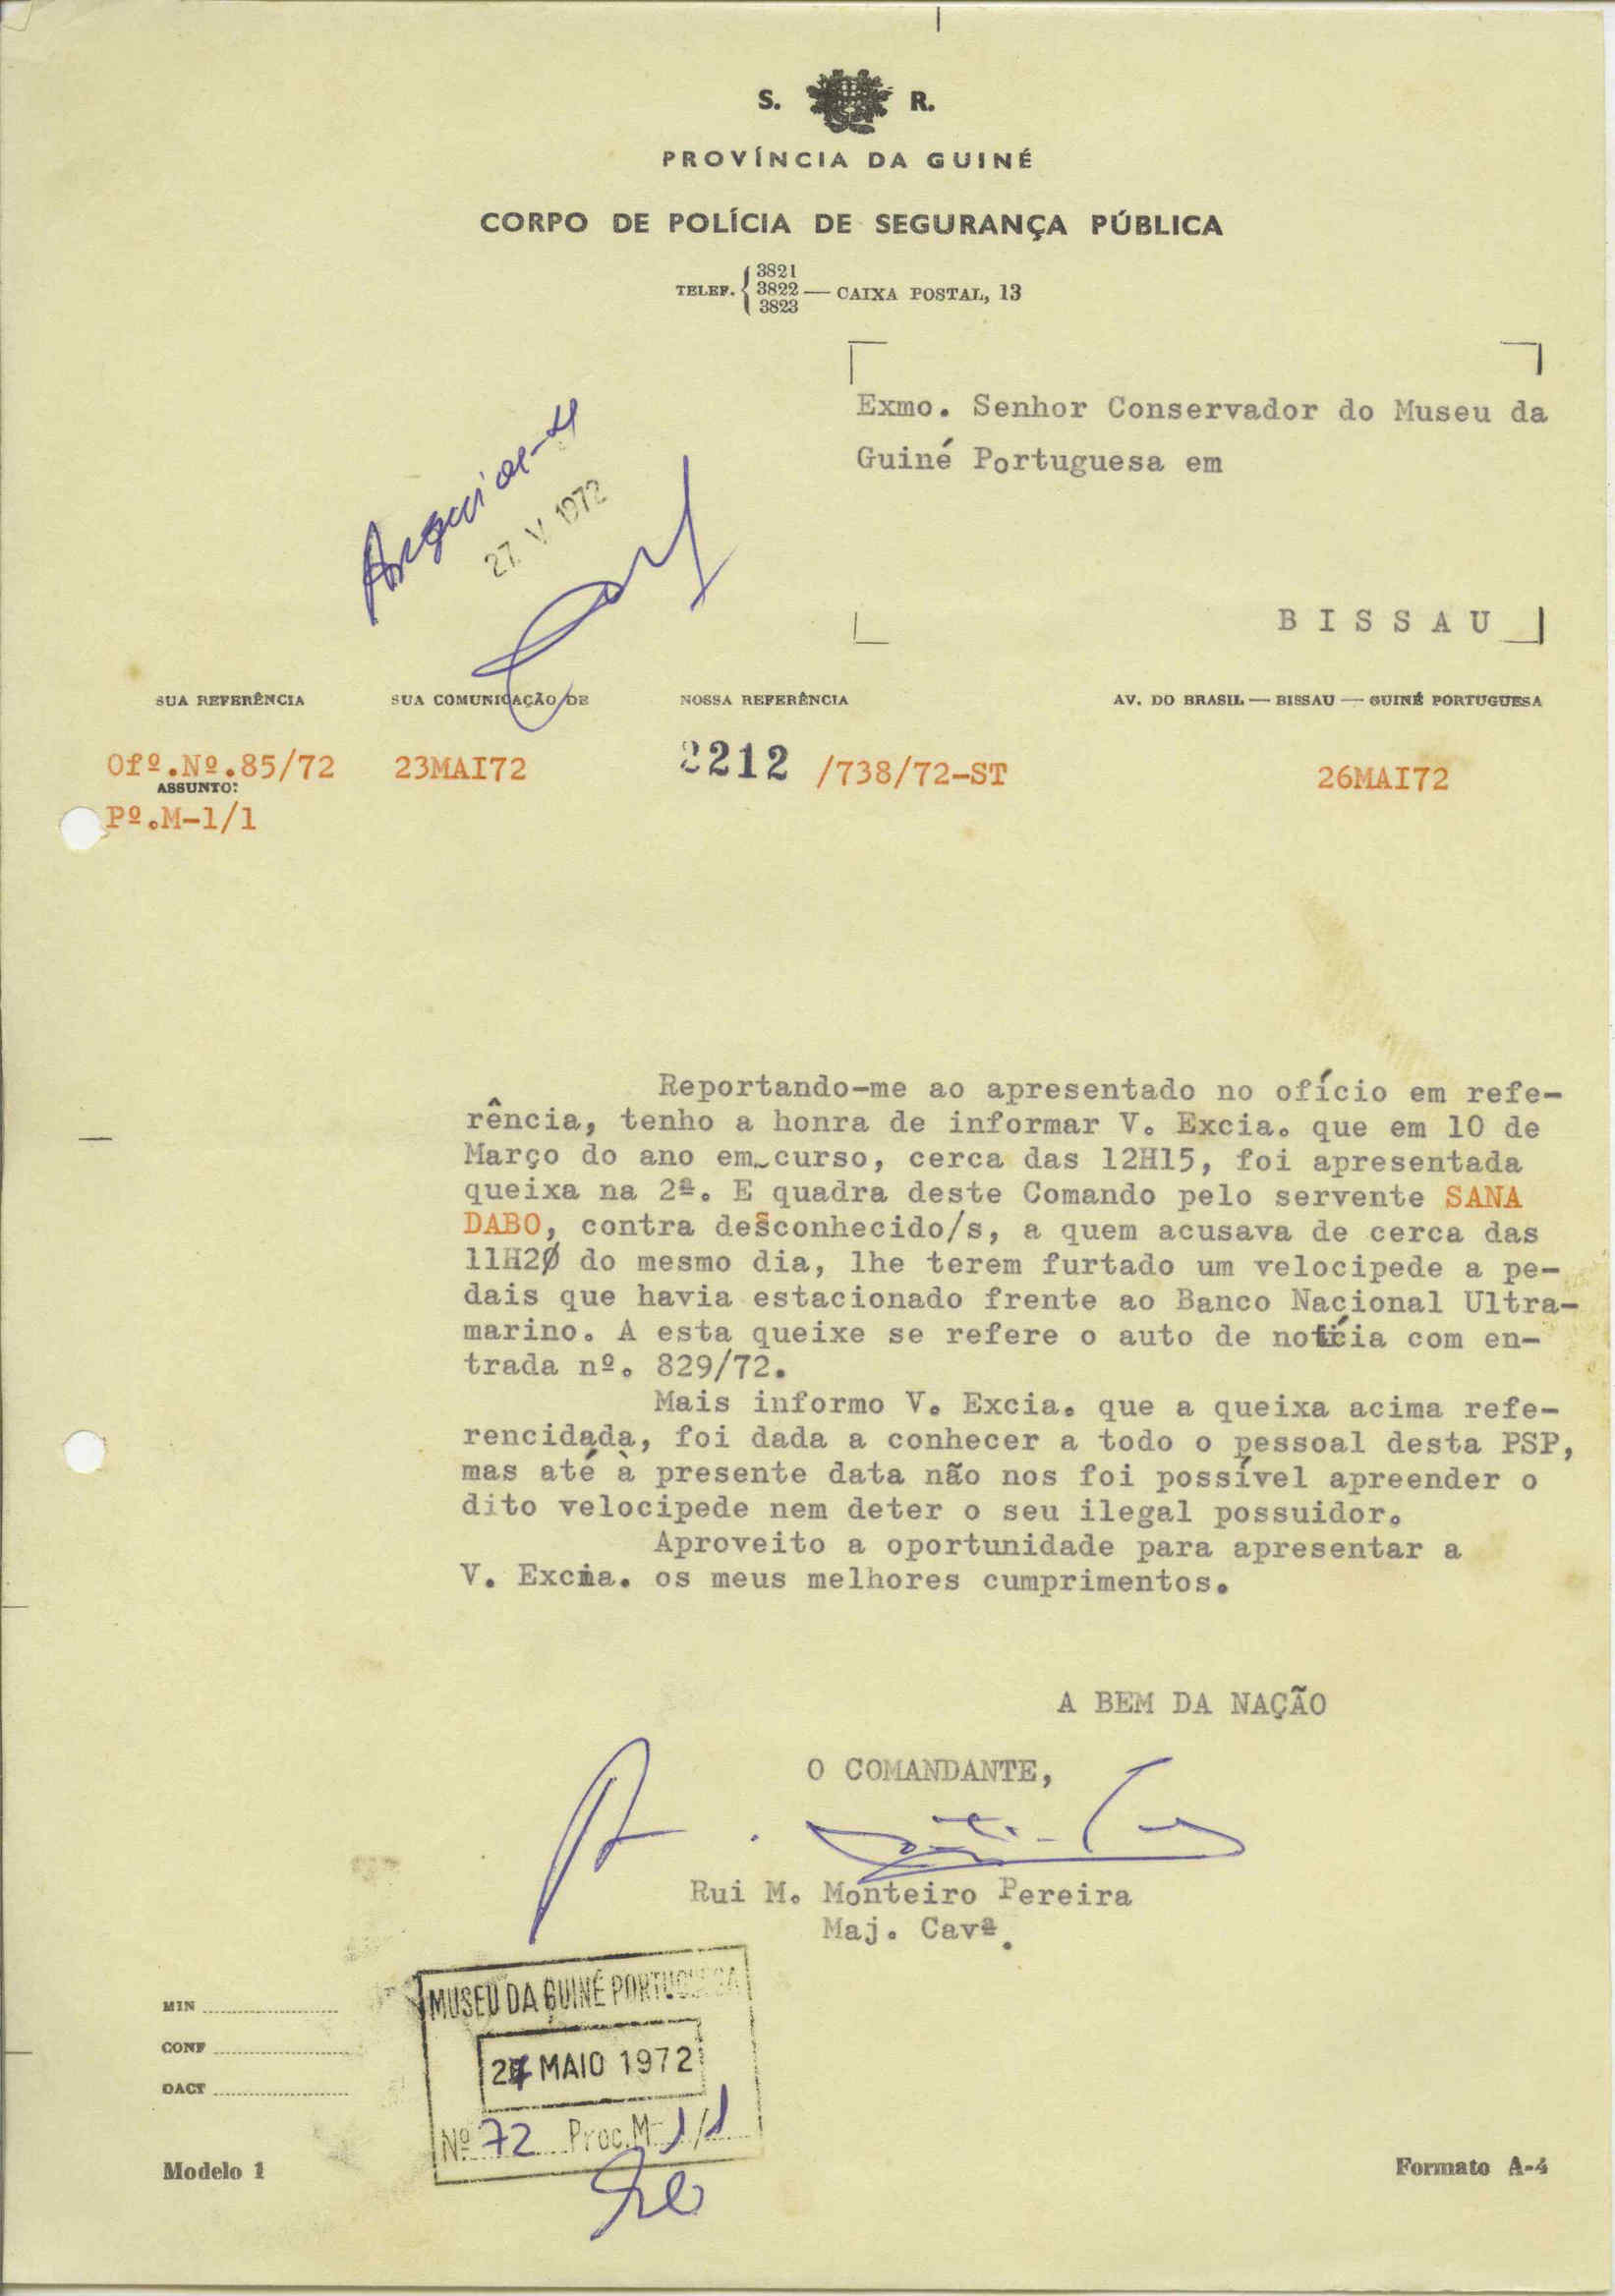 S. R.
PROVÍNCIA DA GUINÉ
CORPO DE POLÍCIA DE SEGURANÇA PÚBLICA
TELEF. { 3821
3822 — CAIXA POSTAL, 13
3823
Exmo. Senhor Conservador do Museu da
Guiné Portuguesa em
BISSAU
Arquive-se
27 V 1972
SUA REFERÊNCIA SUA COMUNICAÇÃO DE NOSSA REFERÊNCIA AV. DO BRASIL — BISSAU — GUINÉ PORTUGUESA
Ofº.Nº.85/72 23MAI72 2212 /738/72-ST 26MAI72
ASSUNTO:
Pº.M-1/1
Reportando-me ao apresentado no ofício em refe-
rência, tenho a honra de informar V. Excia. que em 10 de
Março do ano em curso, cerca das 12H15, foi apresentada
queixa na 2ª. E quadra deste Comando pelo servente SANA
DABO, contra desconhecido/s, a quem acusava de cerca das
11H20 do mesmo dia, lhe terem furtado um velocipede a pe-
dais que havia estacionado frente ao Banco Nacional Ultra-
marino. A esta queixe se refere o auto de notícia com en-
trada nº. 829/72.
Mais informo V. Excia. que a queixa acima refe-
rencidada, foi dada a conhecer a todo o pessoal desta PSP,
mas até à presente data não nos foi possível apreender o
dito velocipede nem deter o seu ilegal possuidor.
Aproveito a oportunidade para apresentar a
V. Excia. os meus melhores cumprimentos.
A BEM DA NAÇÃO
O COMANDANTE,
Rui M. Monteiro Pereira
Maj. Cavª.
MUSEU DA GUINÉ PORTUGUESA
27 MAIO 1972
Nº 72 Proc. M-1/1
MIN
CONF
DACT
Modelo 1 Formato A-4